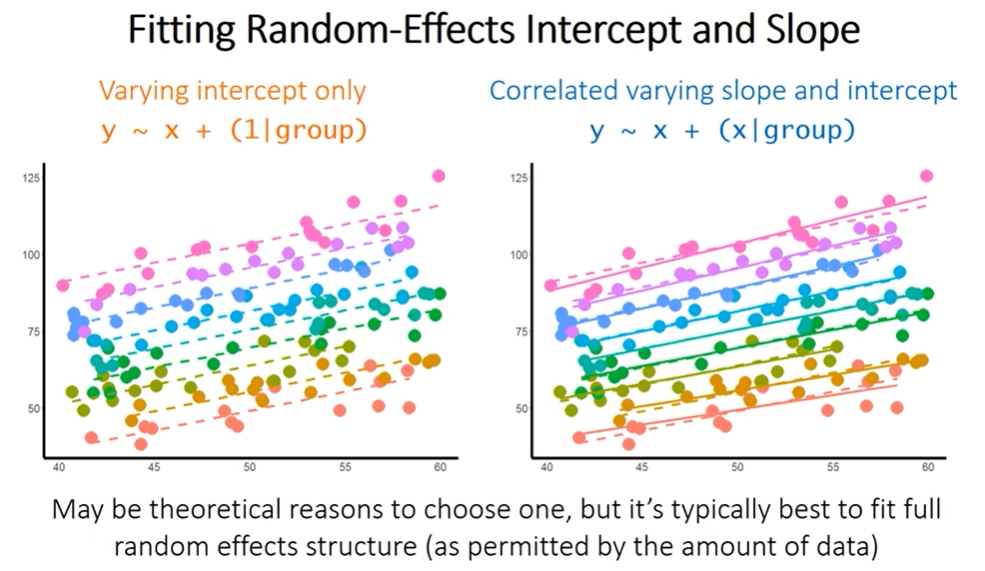 Fitting Random-Effects Intercept and Slope
Varying intercept only
y ~ x + (1|group)
Correlated varying slope and intercept
y ~ x + (x|group)
125
100
75
50
40
45
50
55
60
125
100
75
50
40
45
50
55
60
May be theoretical reasons to choose one, but it’s typically best to fit full
random effects structure (as permitted by the amount of data)